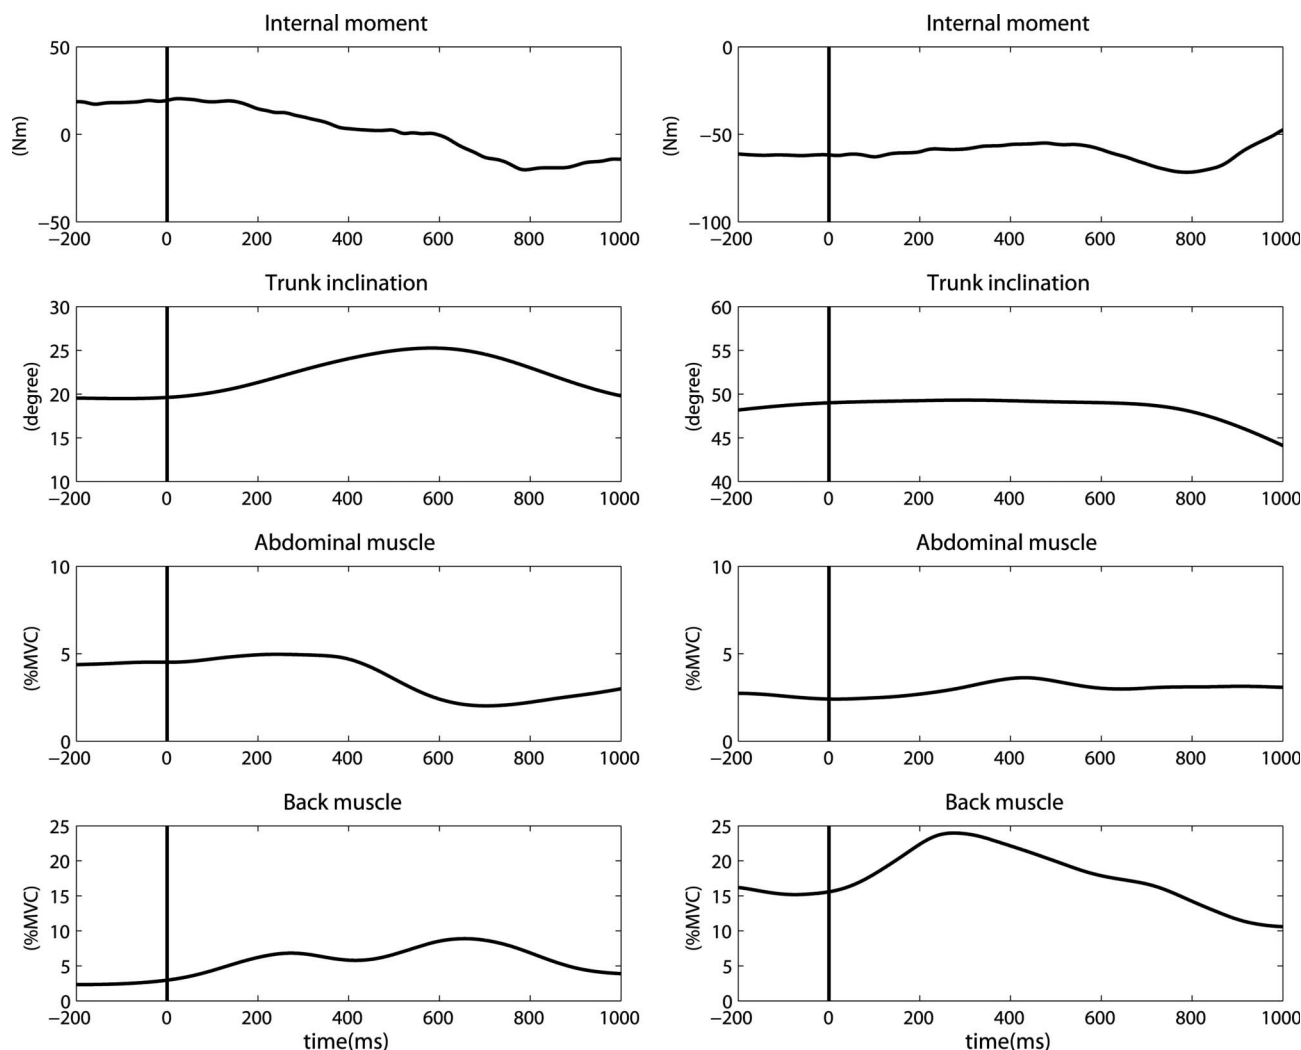 Internal moment
50
0
−50
(Nm)
−200 0 200 400 600 800 1000
Internal moment
0
−50
−100
(Nm)
−200 0 200 400 600 800 1000
Trunk inclination
30
25
20
15
10
(degree)
−200 0 200 400 600 800 1000
Trunk inclination
60
55
50
45
40
(degree)
−200 0 200 400 600 800 1000
Abdominal muscle
10
5
0
(%MVC)
−200 0 200 400 600 800 1000
Abdominal muscle
10
5
0
(%MVC)
−200 0 200 400 600 800 1000
Back muscle
25
20
15
10
5
0
(%MVC)
−200 0 200 400 600 800 1000
time(ms)
Back muscle
25
20
15
10
5
0
(%MVC)
−200 0 200 400 600 800 1000
time(ms)